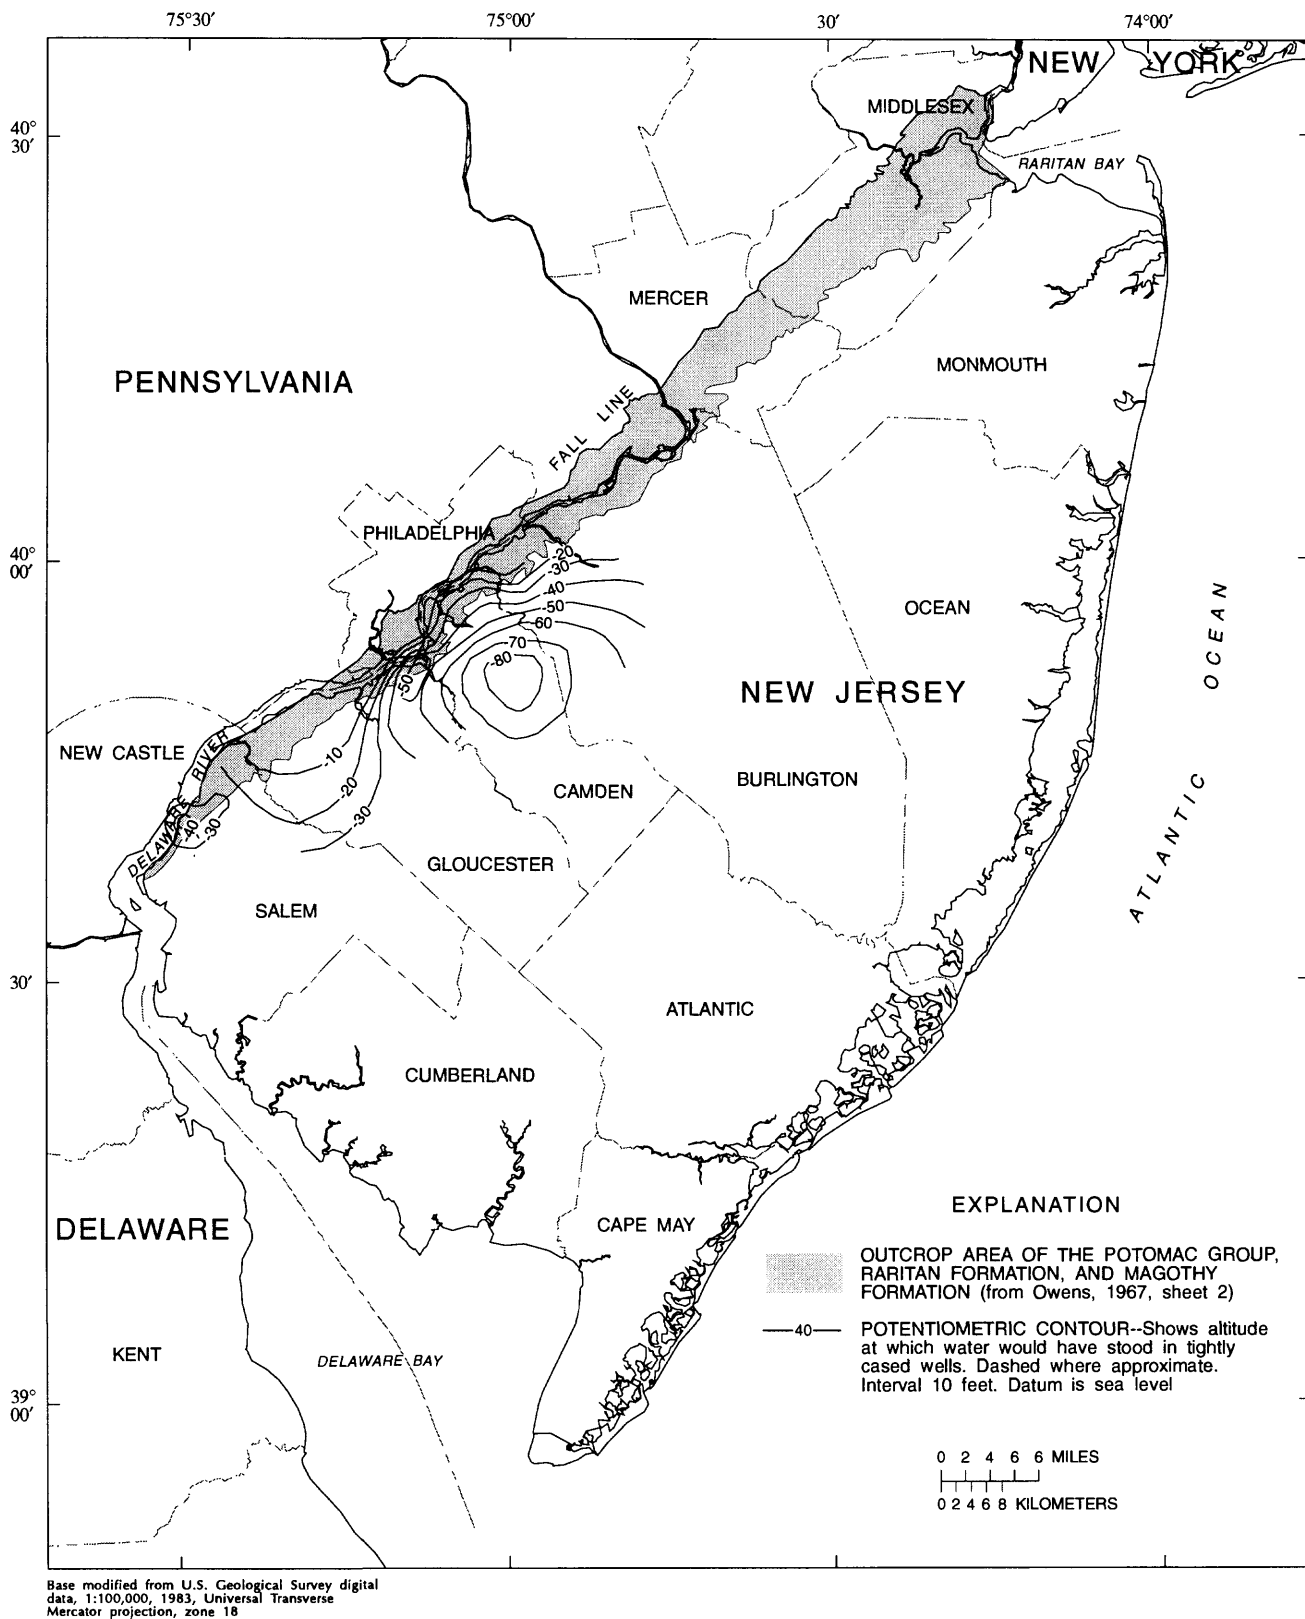 75°30′
75°00′
30′
74°00′
NEW YORK
MIDDLESEX
40°
30′
RARITAN BAY
MERCER
MONMOUTH
PENNSYLVANIA
FALL LINE
PHILADELPHIA
40°
00′
-20
-30
-40
-50
-60
-70
-80
-50
OCEAN
ATLANTIC OCEAN
NEW JERSEY
NEW CASTLE
DELAWARE RIVER
-10
-20
-30
-40
-30
CAMDEN
BURLINGTON
GLOUCESTER
SALEM
30′
ATLANTIC
CUMBERLAND
DELAWARE
CAPE MAY
KENT
DELAWARE BAY
39°
00′
EXPLANATION
OUTCROP AREA OF THE POTOMAC GROUP,
RARITAN FORMATION, AND MAGOTHY
FORMATION (from Owens, 1967, sheet 2)
—40— POTENTIOMETRIC CONTOUR--Shows altitude
at which water would have stood in tightly
cased wells. Dashed where approximate.
Interval 10 feet. Datum is sea level
0 2 4 6 6 MILES
0 2 4 6 8 KILOMETERS
Base modified from U.S. Geological Survey digital
data, 1:100,000, 1983, Universal Transverse
Mercator projection, zone 18